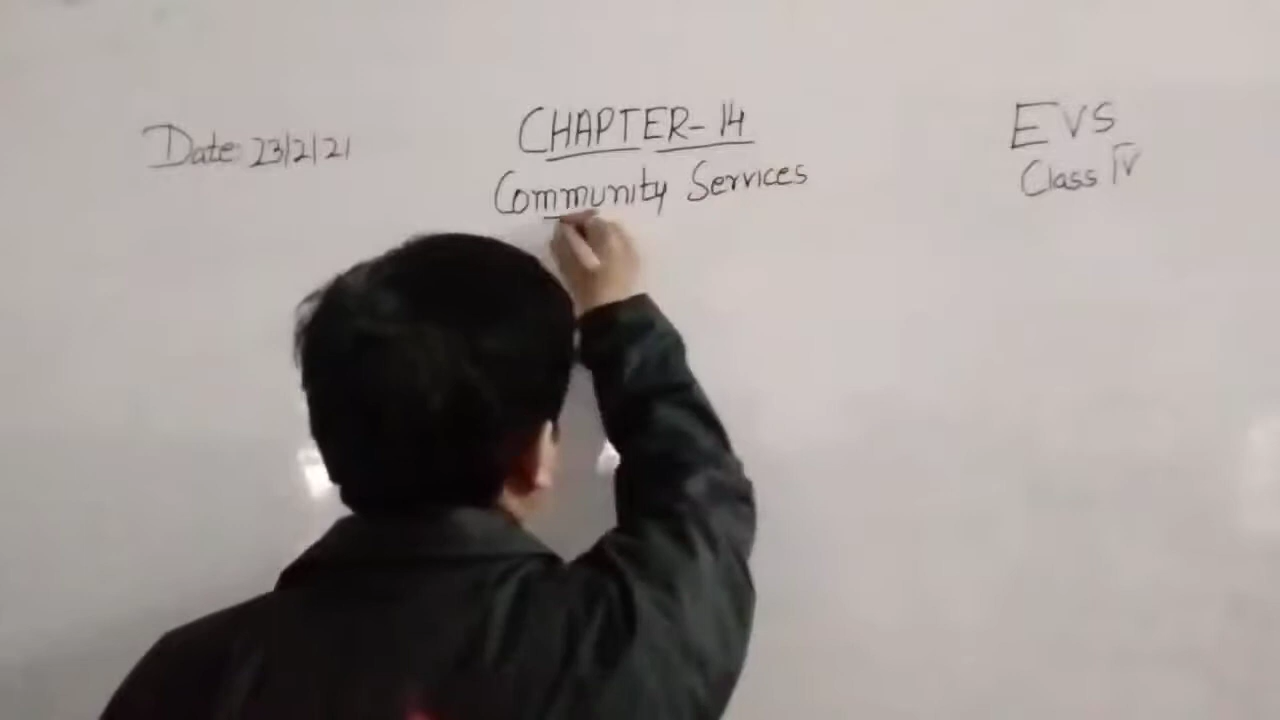 Date: 23/2/21
CHAPTER-14
Community Services
EVS
Class IV